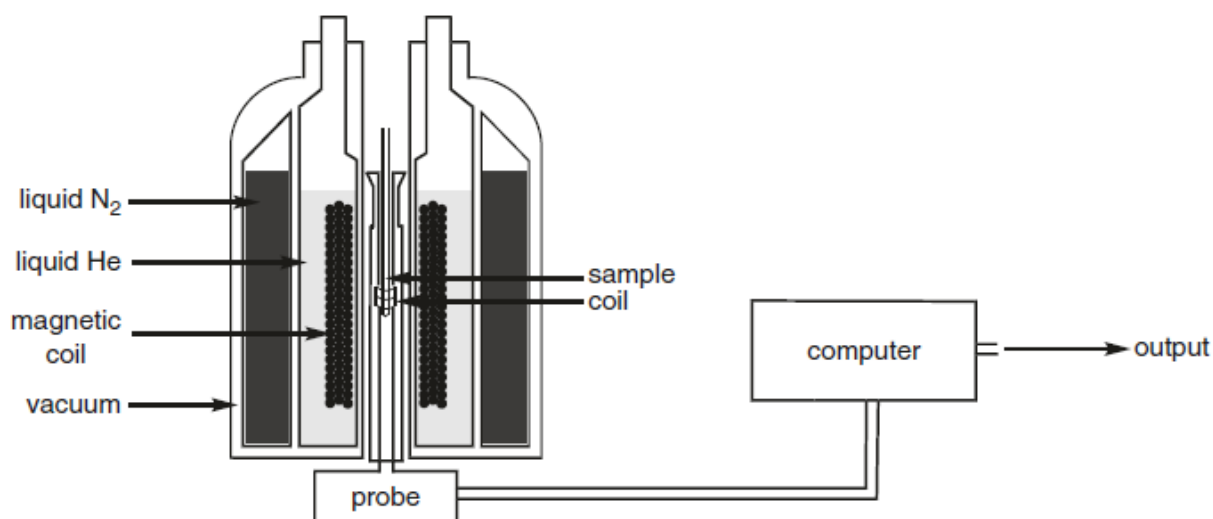 liquid N₂
liquid He
magnetic
coil
vacuum
sample
coil
computer
output
probe